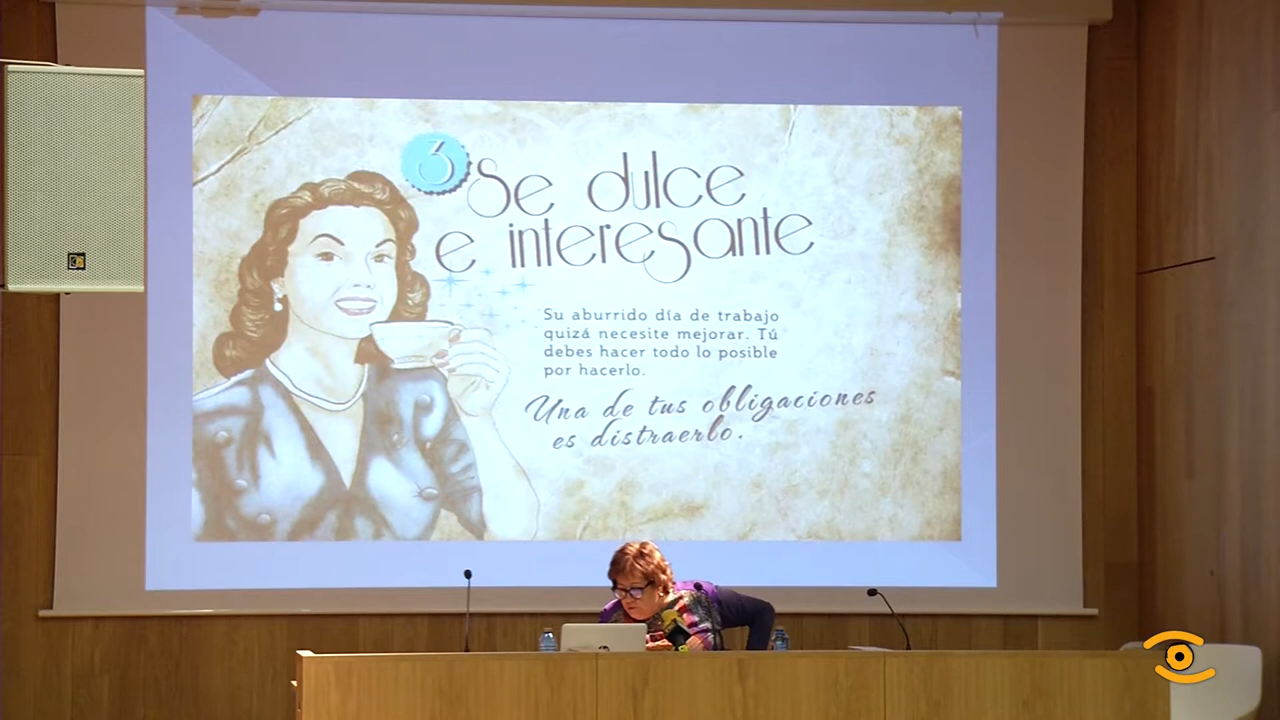 3
Se dulce
e interesante
Su aburrido día de trabajo
quizá necesite mejorar. Tú
debes hacer todo lo posible
por hacerlo.
Una de tus obligaciones
es distraerlo.